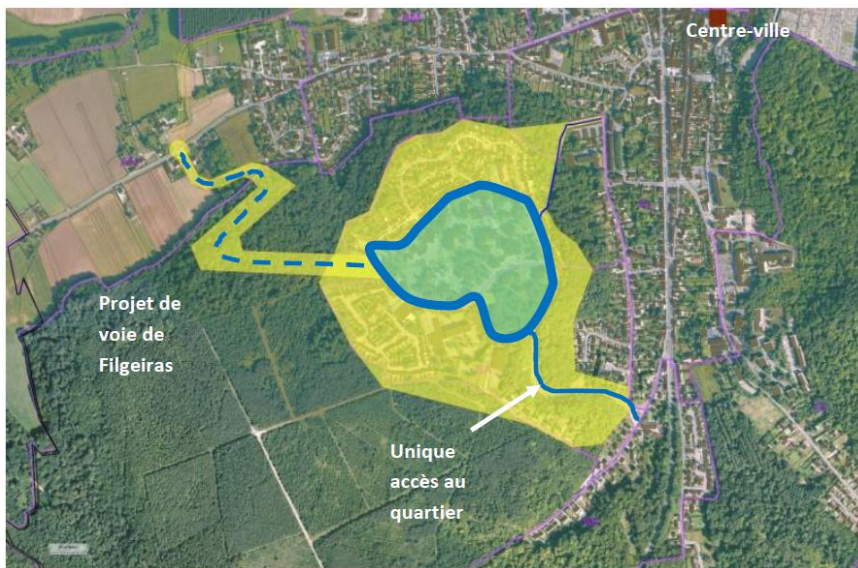 Centre-ville
Projet de
voie de
Filgeiras
Unique
accès au
quartier